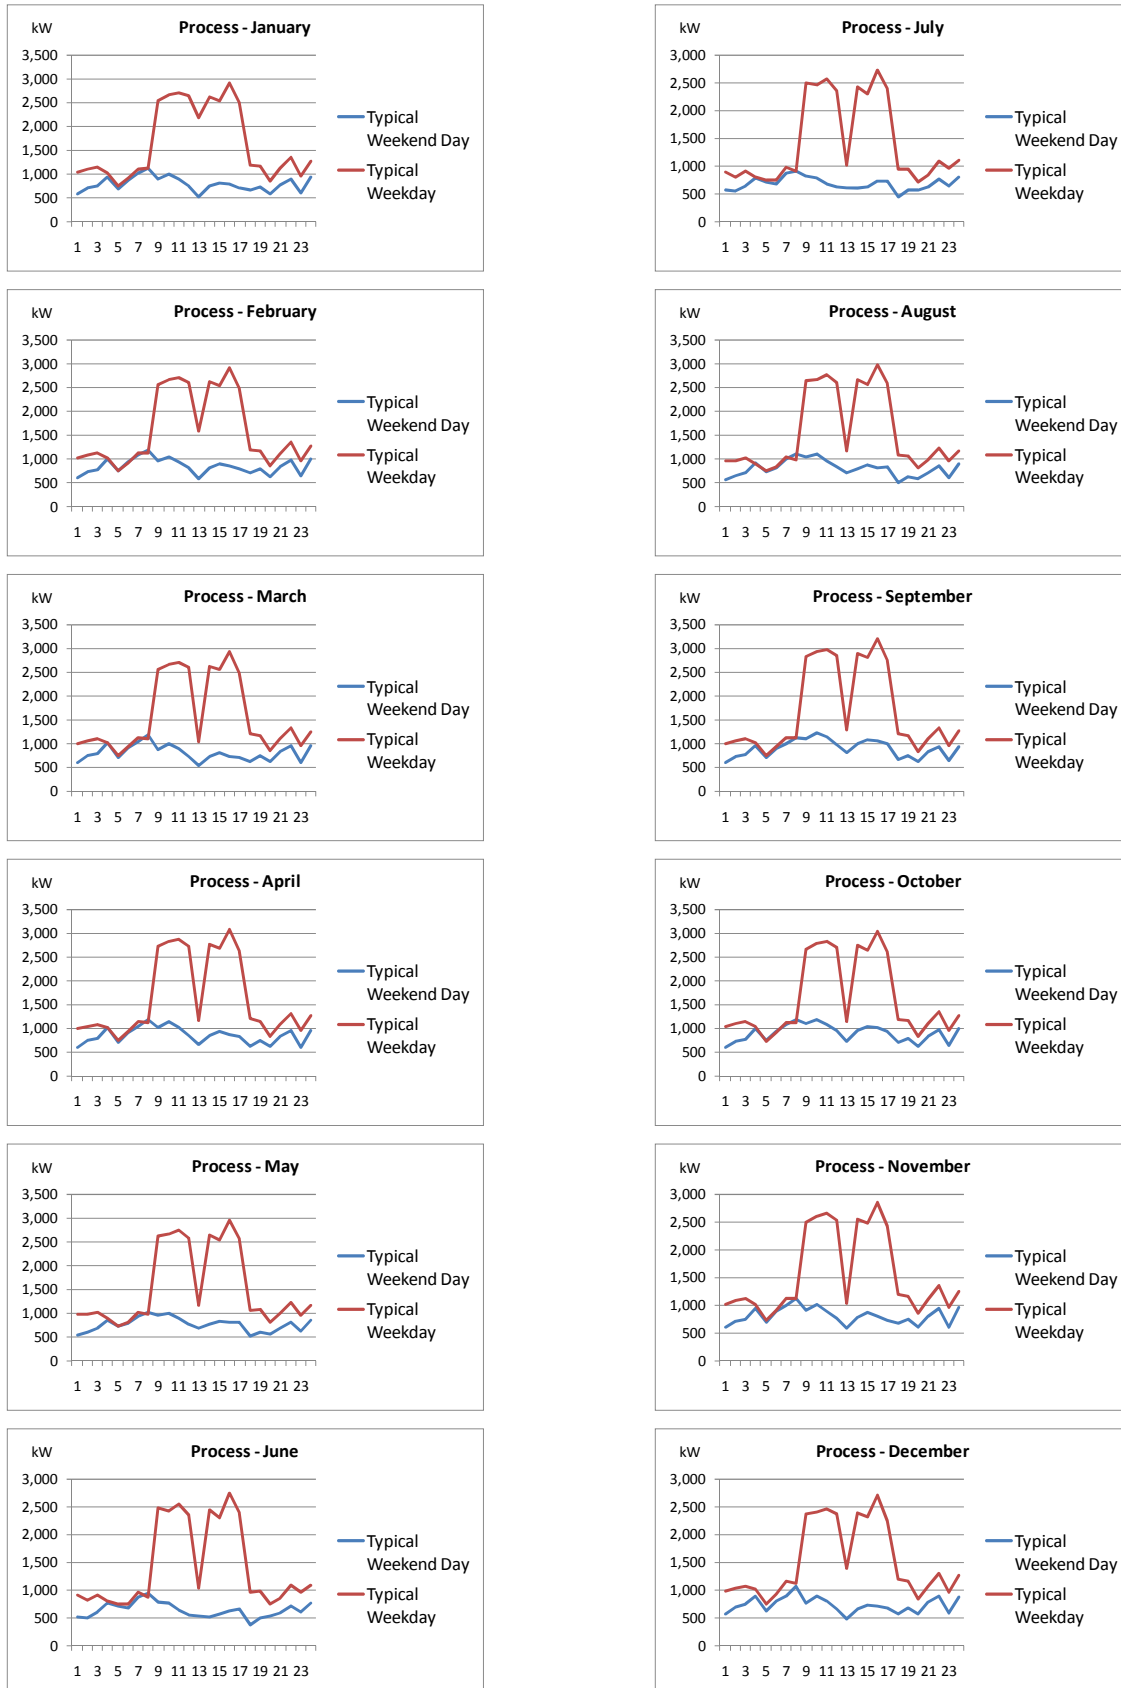 kW
Process - January
3,500
3,000
2,500
2,000
1,500
1,000
500
0
1 3 5 7 9 11 13 15 17 19 21 23
Typical
Weekend Day
Typical
Weekday
kW
Process - July
3,000
2,500
2,000
1,500
1,000
500
0
1 3 5 7 9 11 13 15 17 19 21 23
Typical
Weekend Day
Typical
Weekday
kW
Process - February
3,500
3,000
2,500
2,000
1,500
1,000
500
0
1 3 5 7 9 11 13 15 17 19 21 23
Typical
Weekend Day
Typical
Weekday
kW
Process - August
3,500
3,000
2,500
2,000
1,500
1,000
500
0
1 3 5 7 9 11 13 15 17 19 21 23
Typical
Weekend Day
Typical
Weekday
kW
Process - March
3,500
3,000
2,500
2,000
1,500
1,000
500
0
1 3 5 7 9 11 13 15 17 19 21 23
Typical
Weekend Day
Typical
Weekday
kW
Process - September
3,500
3,000
2,500
2,000
1,500
1,000
500
0
1 3 5 7 9 11 13 15 17 19 21 23
Typical
Weekend Day
Typical
Weekday
kW
Process - April
3,500
3,000
2,500
2,000
1,500
1,000
500
0
1 3 5 7 9 11 13 15 17 19 21 23
Typical
Weekend Day
Typical
Weekday
kW
Process - October
3,500
3,000
2,500
2,000
1,500
1,000
500
0
1 3 5 7 9 11 13 15 17 19 21 23
Typical
Weekend Day
Typical
Weekday
kW
Process - May
3,500
3,000
2,500
2,000
1,500
1,000
500
0
1 3 5 7 9 11 13 15 17 19 21 23
Typical
Weekend Day
Typical
Weekday
kW
Process - November
3,000
2,500
2,000
1,500
1,000
500
0
1 3 5 7 9 11 13 15 17 19 21 23
Typical
Weekend Day
Typical
Weekday
kW
Process - June
3,000
2,500
2,000
1,500
1,000
500
0
1 3 5 7 9 11 13 15 17 19 21 23
Typical
Weekend Day
Typical
Weekday
kW
Process - December
3,000
2,500
2,000
1,500
1,000
500
0
1 3 5 7 9 11 13 15 17 19 21 23
Typical
Weekend Day
Typical
Weekday